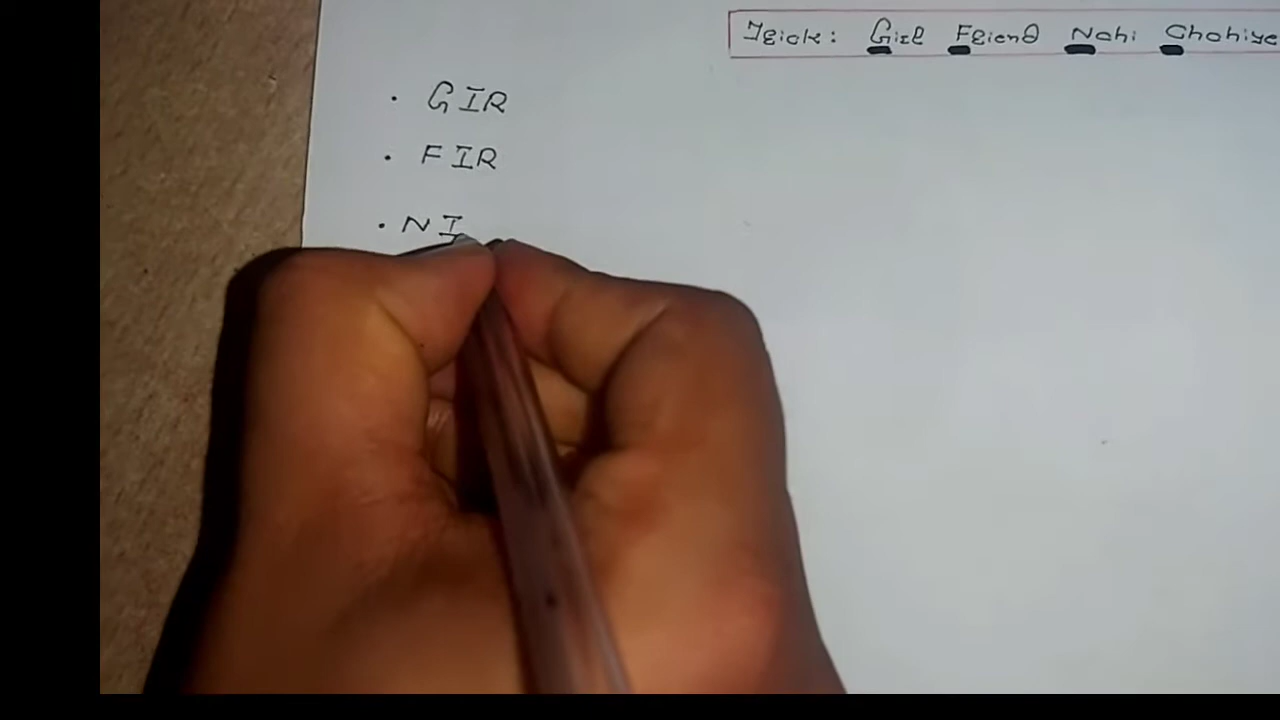 Trick: Girl Friend Nahi Chahiye
. GIR
. FIR
. NI